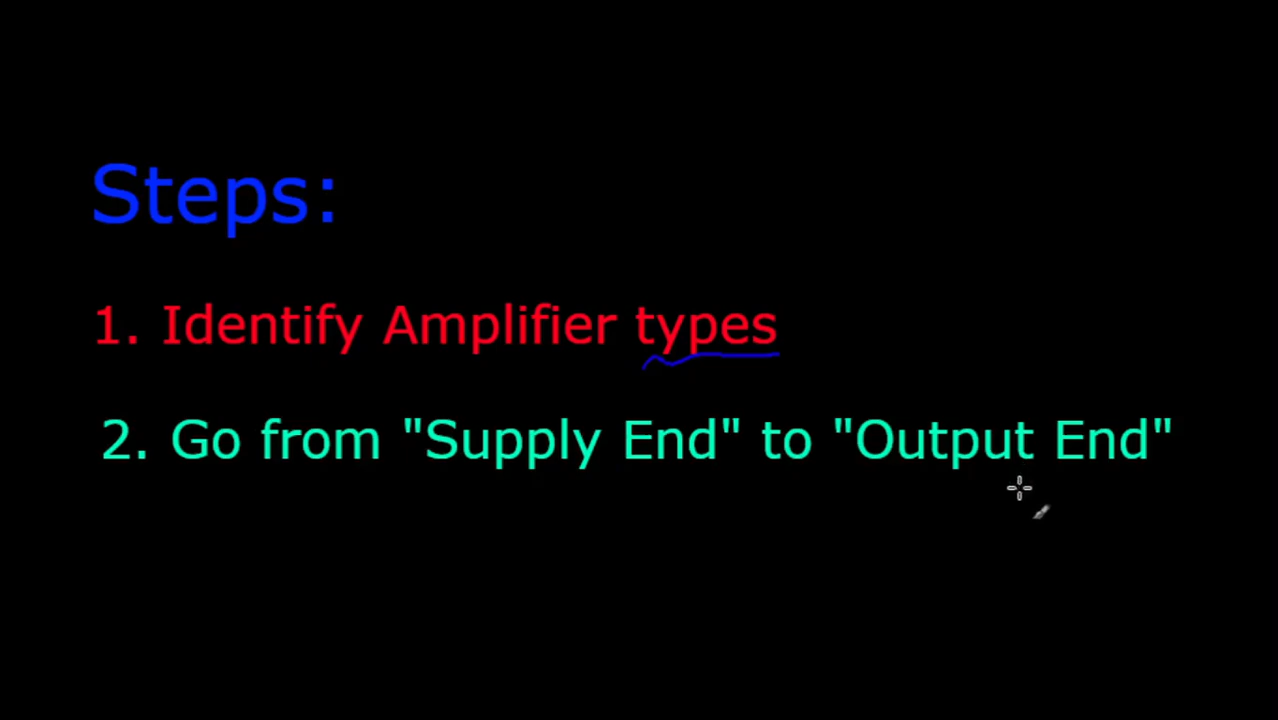 Steps:
1. Identify Amplifier types
2. Go from "Supply End" to "Output End"